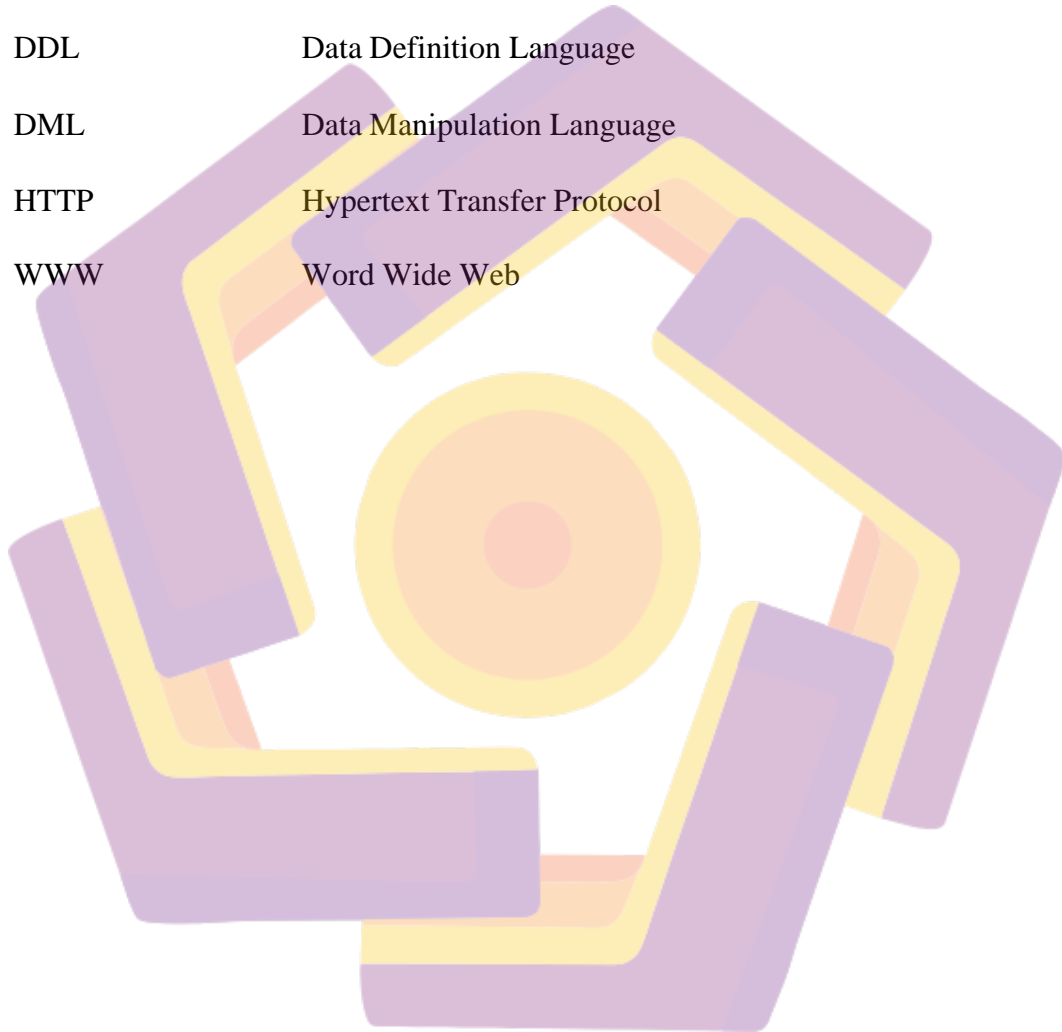 DDL Data Definition Language
DML Data Manipulation Language
HTTP Hypertext Transfer Protocol
WWW Word Wide Web